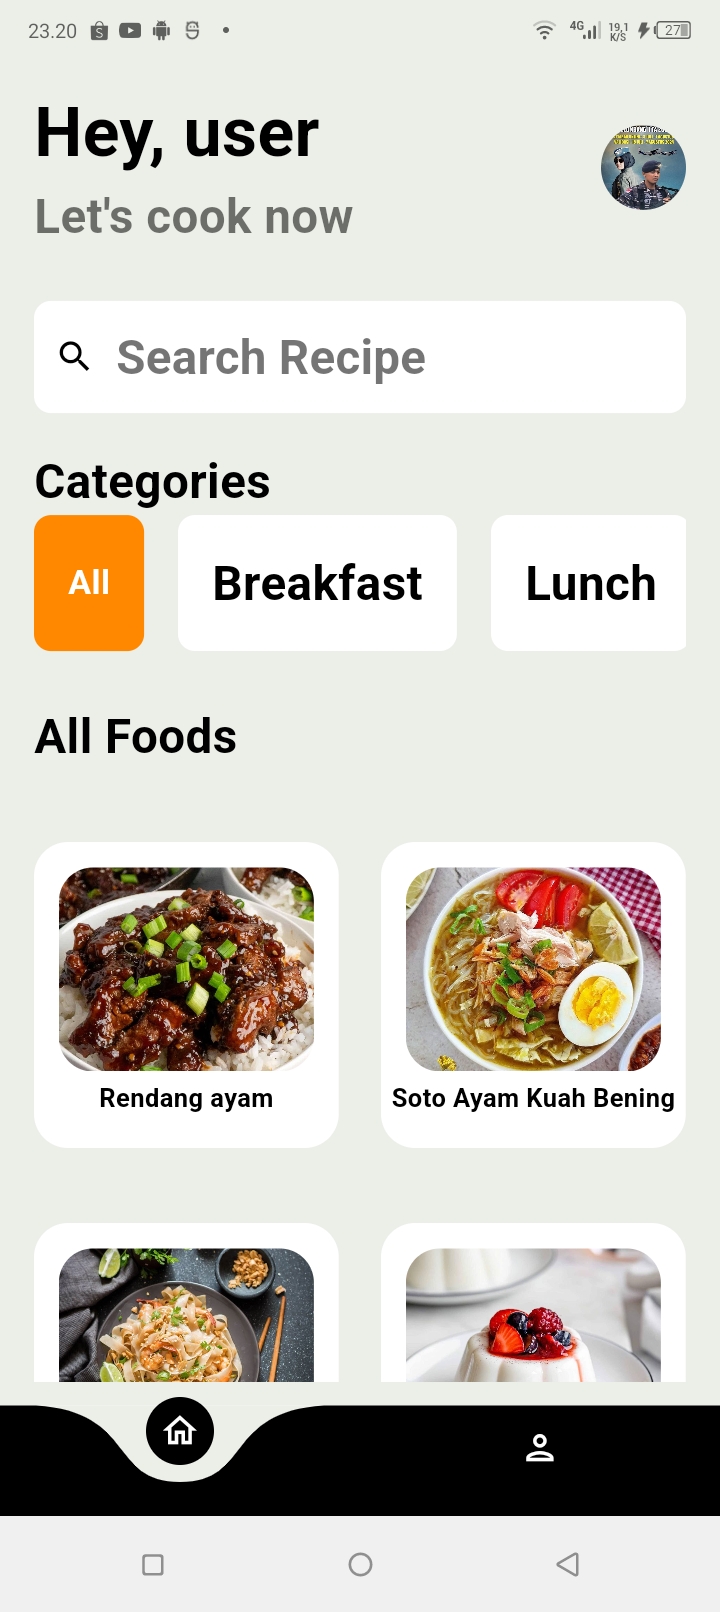 23.20
4G
19,1
K/S
27
Hey, user
Let's cook now
Search Recipe
Categories
All
Breakfast
Lunch
All Foods
Rendang ayam
Soto Ayam Kuah Bening